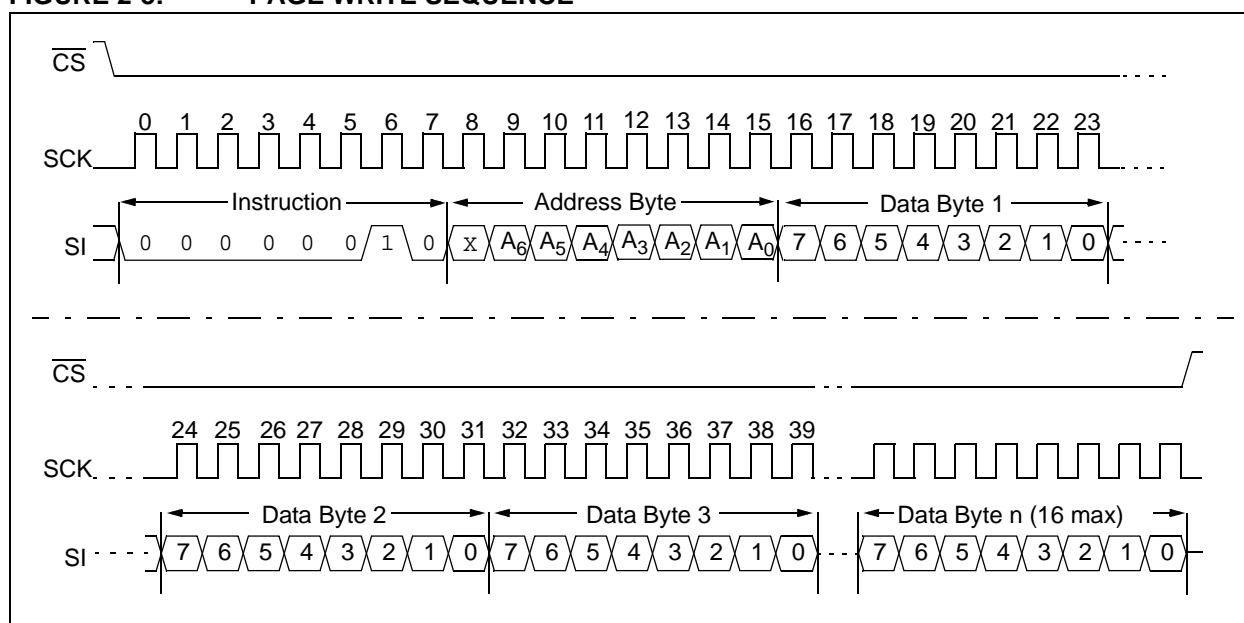 FIGURE 2-3: PAGE WRITE SEQUENCE
CS
0 1 2 3 4 5 6 7 8 9 10 11 12 13 14 15 16 17 18 19 20 21 22 23
SCK
Instruction Address Byte Data Byte 1
SI 0 0 0 0 0 0 1 0 x A6 A5 A4 A3 A2 A1 A0 7 6 5 4 3 2 1 0
CS
24 25 26 27 28 29 30 31 32 33 34 35 36 37 38 39
SCK
Data Byte 2 Data Byte 3 Data Byte n (16 max)
SI 7 6 5 4 3 2 1 0 7 6 5 4 3 2 1 0 7 6 5 4 3 2 1 0